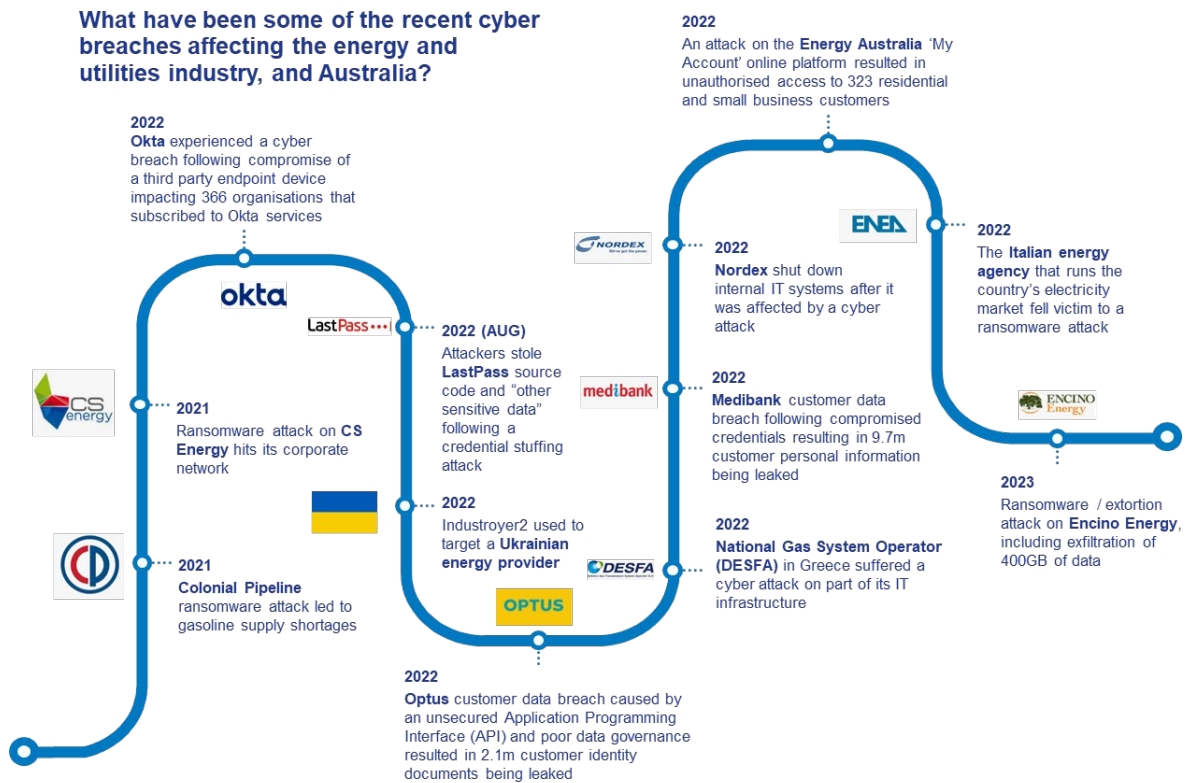 What have been some of the recent cyber
breaches affecting the energy and
utilities industry, and Australia?
2021
Colonial Pipeline
ransomware attack led to
gasoline supply shortages
CS
energy
2021
Ransomware attack on CS
Energy hits its corporate
network
2022
Okta experienced a cyber
breach following compromise of
a third party endpoint device
impacting 366 organisations that
subscribed to Okta services
okta
LastPass
2022 (AUG)
Attackers stole
LastPass source
code and “other
sensitive data”
following a
credential stuffing
attack
2022
Industroyer2 used to
target a Ukrainian
energy provider
OPTUS
2022
Optus customer data breach caused by
an unsecured Application Programming
Interface (API) and poor data governance
resulted in 2.1m customer identity
documents being leaked
DESFA
2022
National Gas System Operator
(DESFA) in Greece suffered a
cyber attack on part of its IT
infrastructure
medibank
2022
Medibank customer data
breach following compromised
credentials resulting in 9.7m
customer personal information
being leaked
NORDEX
We've got the power.
2022
Nordex shut down
internal IT systems after it
was affected by a cyber
attack
2022
An attack on the Energy Australia ‘My
Account’ online platform resulted in
unauthorised access to 323 residential
and small business customers
ENEA
2022
The Italian energy
agency that runs the
country’s electricity
market fell victim to a
ransomware attack
ENCINO
Energy
2023
Ransomware / extortion
attack on Encino Energy,
including exfiltration of
400GB of data